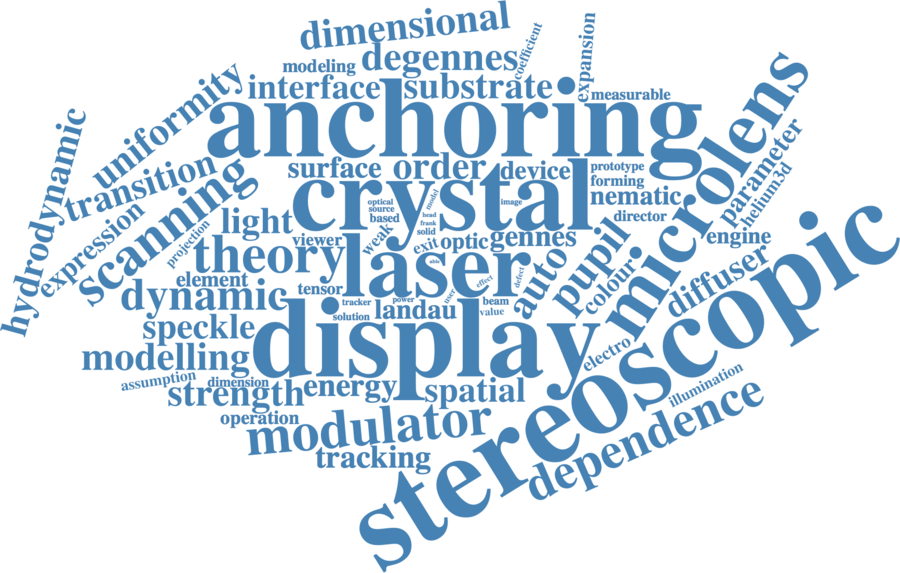 dimensional
coefficient
expansion
degennes
modeling
interface
substrate
measurable
uniformity
anchoring
microlens
hydrodynamic
transition
surface
order
device
prototype
forming
nematic
director
parameter
helium3d
scanning
crystal
optical
source
based
model
head
frank
solid
image
expression
projection
light
viewer
weak
exit
optic
gennes
pupil
engine
theory
laser
able
auto
colour
diffuser
stereoscopic
element
tensor
effect
defect
dynamic
tracker
power
user
beam
value
solution
landau
speckle
display
electro
modelling
assumption
dimension
strength
energy
spatial
illumination
operation
modulator
dependence
tracking